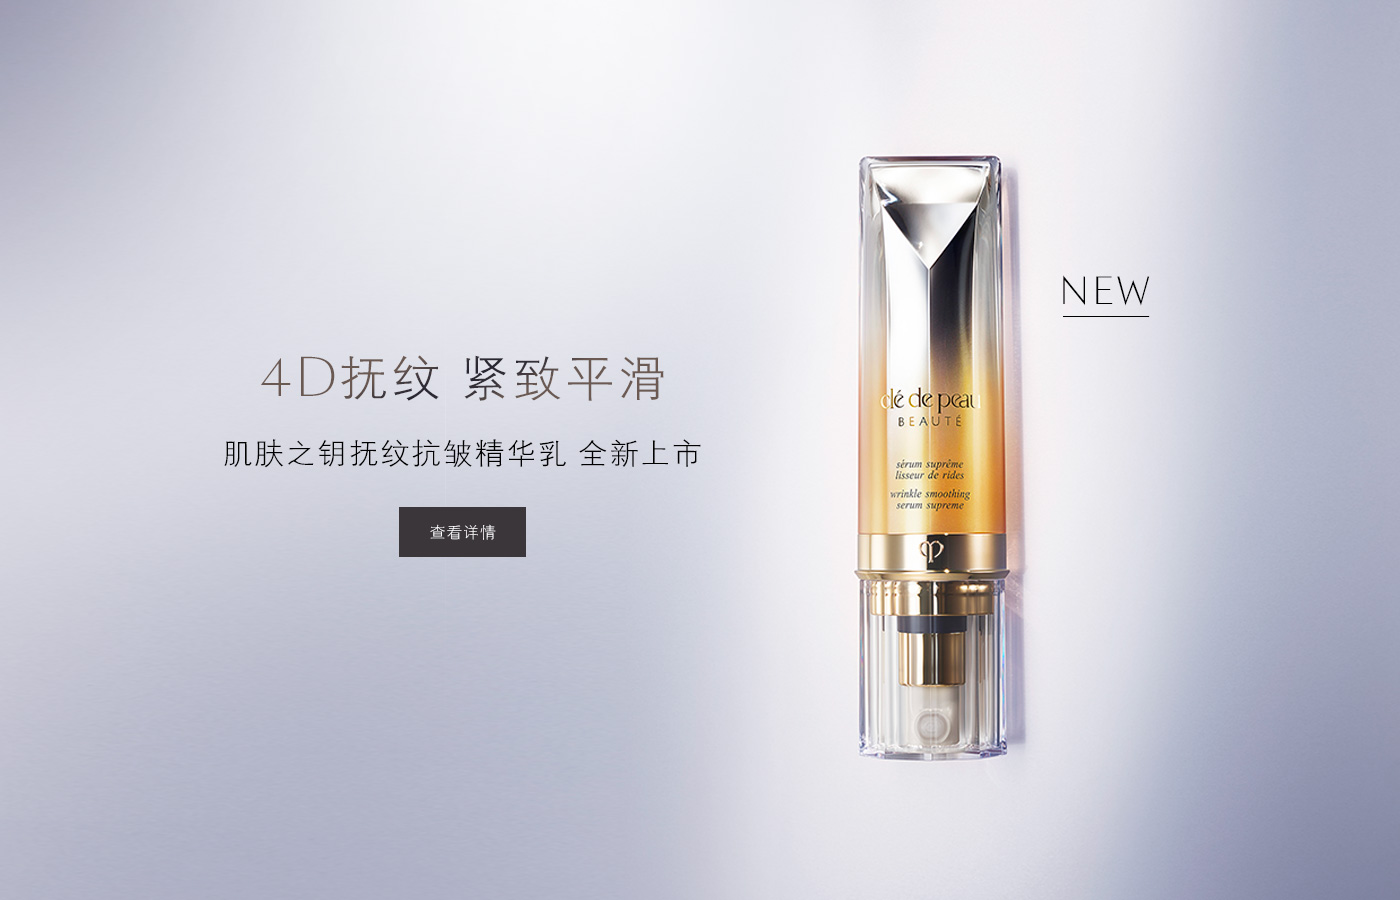 4D抚纹 紧致平滑
肌肤之钥抚纹抗皱精华乳 全新上市
查看详情
NEW
clé de peau
BEAUTÉ
sérum suprême
lisseur de rides
wrinkle smoothing
serum supreme